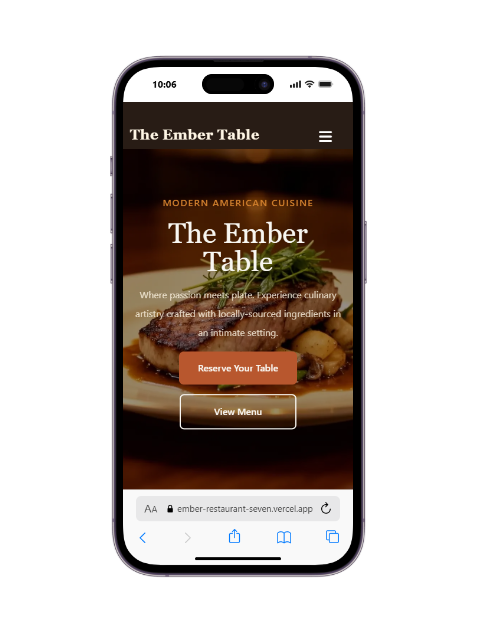 10:06
The Ember Table
MODERN AMERICAN CUISINE
The Ember
Table
Where passion meets plate. Experience culinary
artistry crafted with locally-sourced ingredients in
an intimate setting.
Reserve Your Table
View Menu
AA ember-restaurant-seven.vercel.app